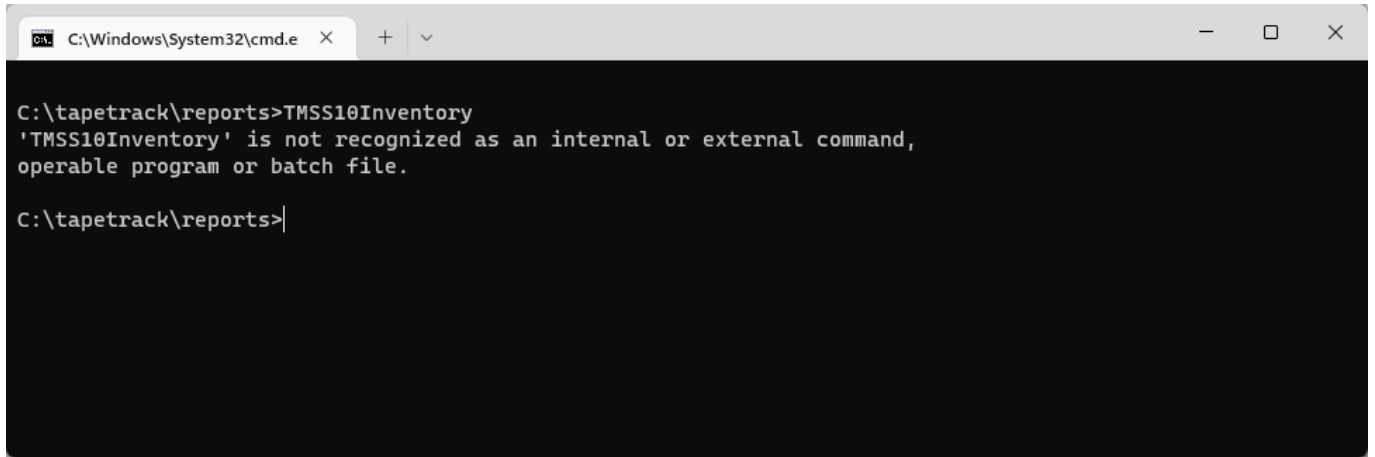 C:\Windows\System32\cmd.e
C:\tapetrack\reports>TMSS10Inventory
'TMSS10Inventory' is not recognized as an internal or external command,
operable program or batch file.
C:\tapetrack\reports>